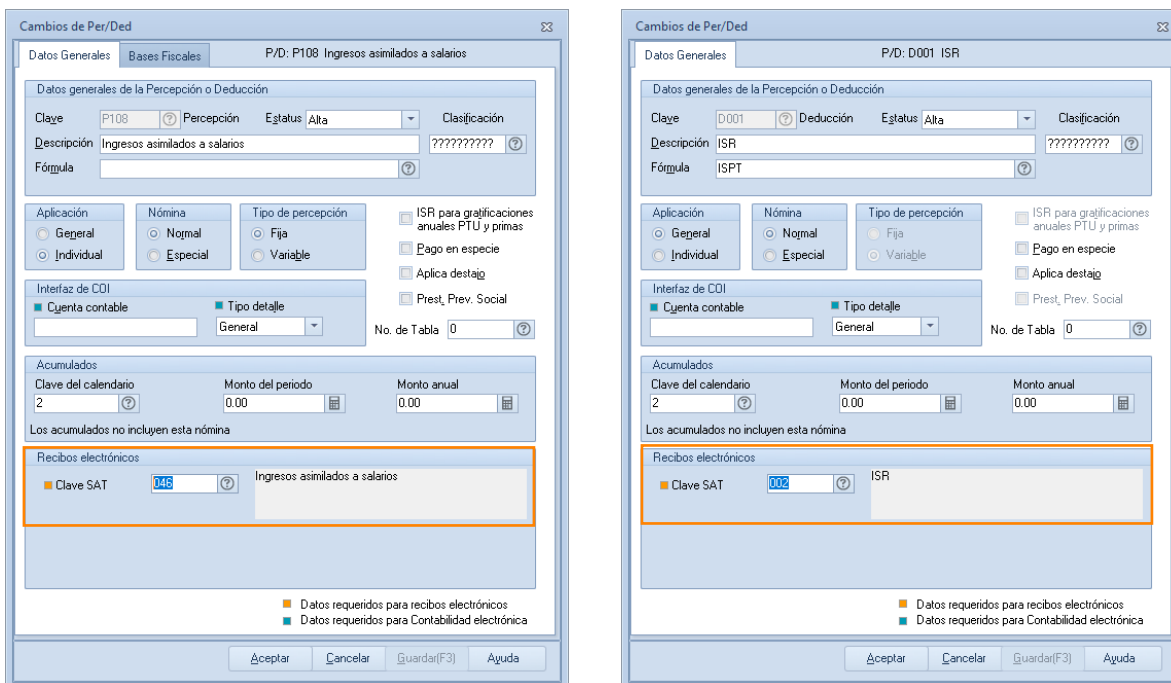 Cambios de Per/Ded
Datos Generales Bases Fiscales P/D: P108 Ingresos asimilados a salarios
Datos generales de la Percepción o Deducción
Clave P108 Percepción Estatus Alta Clasificación
Descripción Ingresos asimilados a salarios ??????????
Fórmula
Aplicación Nómina Tipo de percepción
General Normal Fija
Individual Especial Variable
ISR para gratificaciones
anuales PTU y primas
Pago en especie
Aplica destajo
Prest. Prev. Social
Interfaz de COI
Cuenta contable Tipo detalle
General
No. de Tabla 0
Acumulados
Clave del calendario Monto del periodo Monto anual
2 0.00 0.00
Los acumulados no incluyen esta nómina
Recibos electrónicos
Clave SAT 046 Ingresos asimilados a salarios
Datos requeridos para recibos electrónicos
Datos requeridos para Contabilidad electrónica
Aceptar Cancelar Guardar(F3) Ayuda
Cambios de Per/Ded
Datos Generales P/D: D001 ISR
Datos generales de la Percepción o Deducción
Clave D001 Deducción Estatus Alta Clasificación
Descripción ISR ??????????
Fórmula ISPT
Aplicación Nómina Tipo de percepción
General Normal Fija
Individual Especial Variable
ISR para gratificaciones
anuales PTU y primas
Pago en especie
Aplica destajo
Prest. Prev. Social
Interfaz de COI
Cuenta contable Tipo detalle
General
No. de Tabla 0
Acumulados
Clave del calendario Monto del periodo Monto anual
2 0.00 0.00
Los acumulados no incluyen esta nómina
Recibos electrónicos
Clave SAT 002 ISR
Datos requeridos para recibos electrónicos
Datos requeridos para Contabilidad electrónica
Aceptar Cancelar Guardar(F3) Ayuda